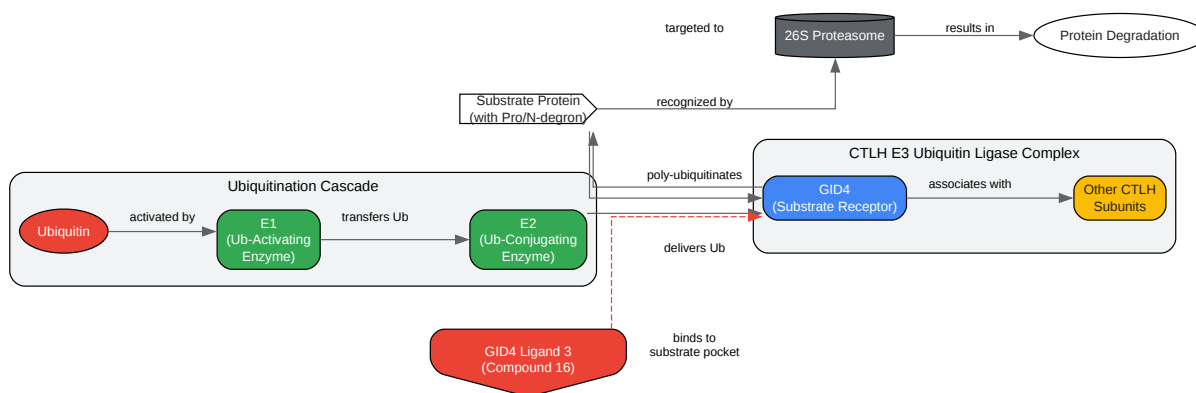 targeted to
26S Proteasome
results in
Protein Degradation
Substrate Protein
(with Pro/N-degron)
recognized by
CTLH E3 Ubiquitin Ligase Complex
Ubiquitination Cascade
poly-ubiquitinates
GID4
(Substrate Receptor)
associates with
Other CTLH
Subunits
Ubiquitin
activated by
E1
(Ub-Activating
Enzyme)
transfers Ub
E2
(Ub-Conjugating
Enzyme)
delivers Ub
GID4 Ligand 3
(Compound 16)
binds to
substrate pocket